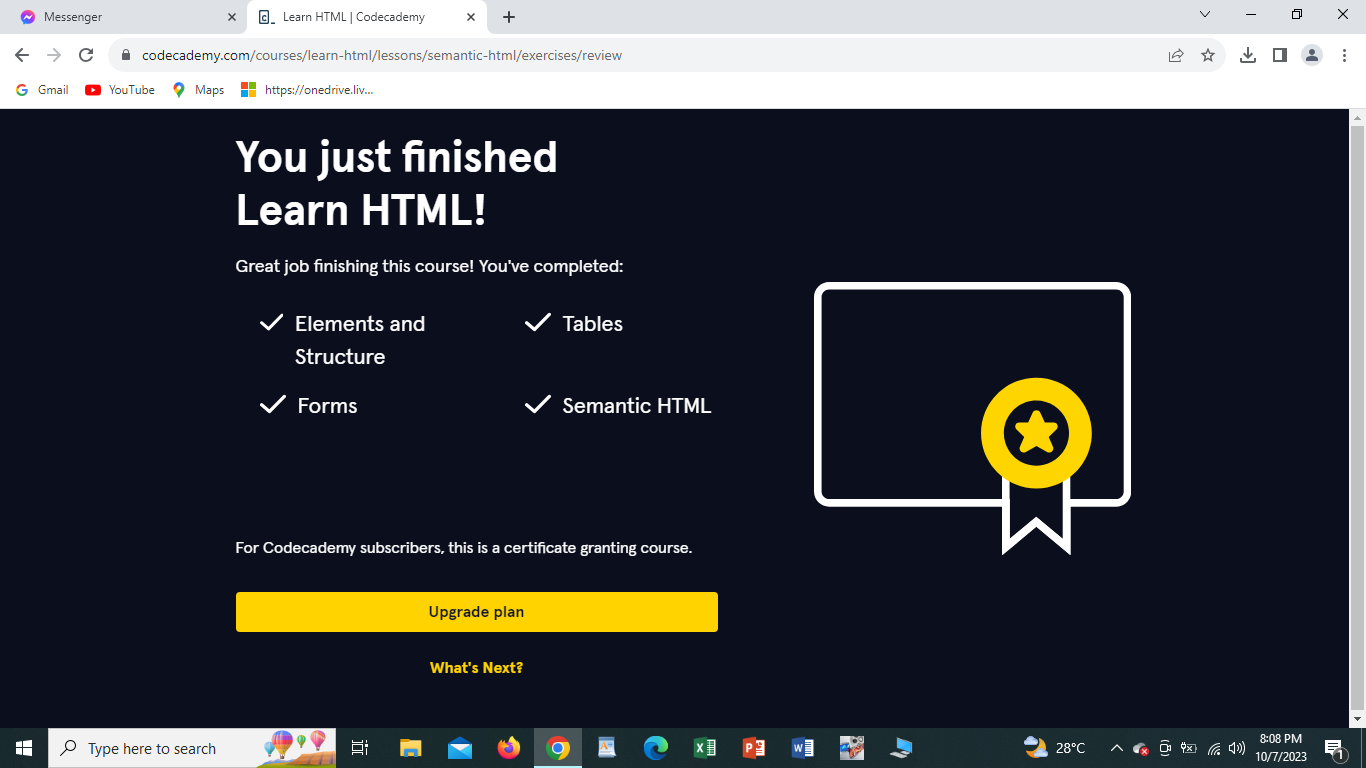 Messenger
Learn HTML | Codecademy
codecademy.com/courses/learn-html/lessons/semantic-html/exercises/review
Gmail
YouTube
Maps
https://onedrive.liv...
You just finished
Learn HTML!
Great job finishing this course! You've completed:
Elements and
Structure
Tables
Forms
Semantic HTML
For Codecademy subscribers, this is a certificate granting course.
Upgrade plan
What's Next?
Type here to search
28°C
8:08 PM
10/7/2023
1